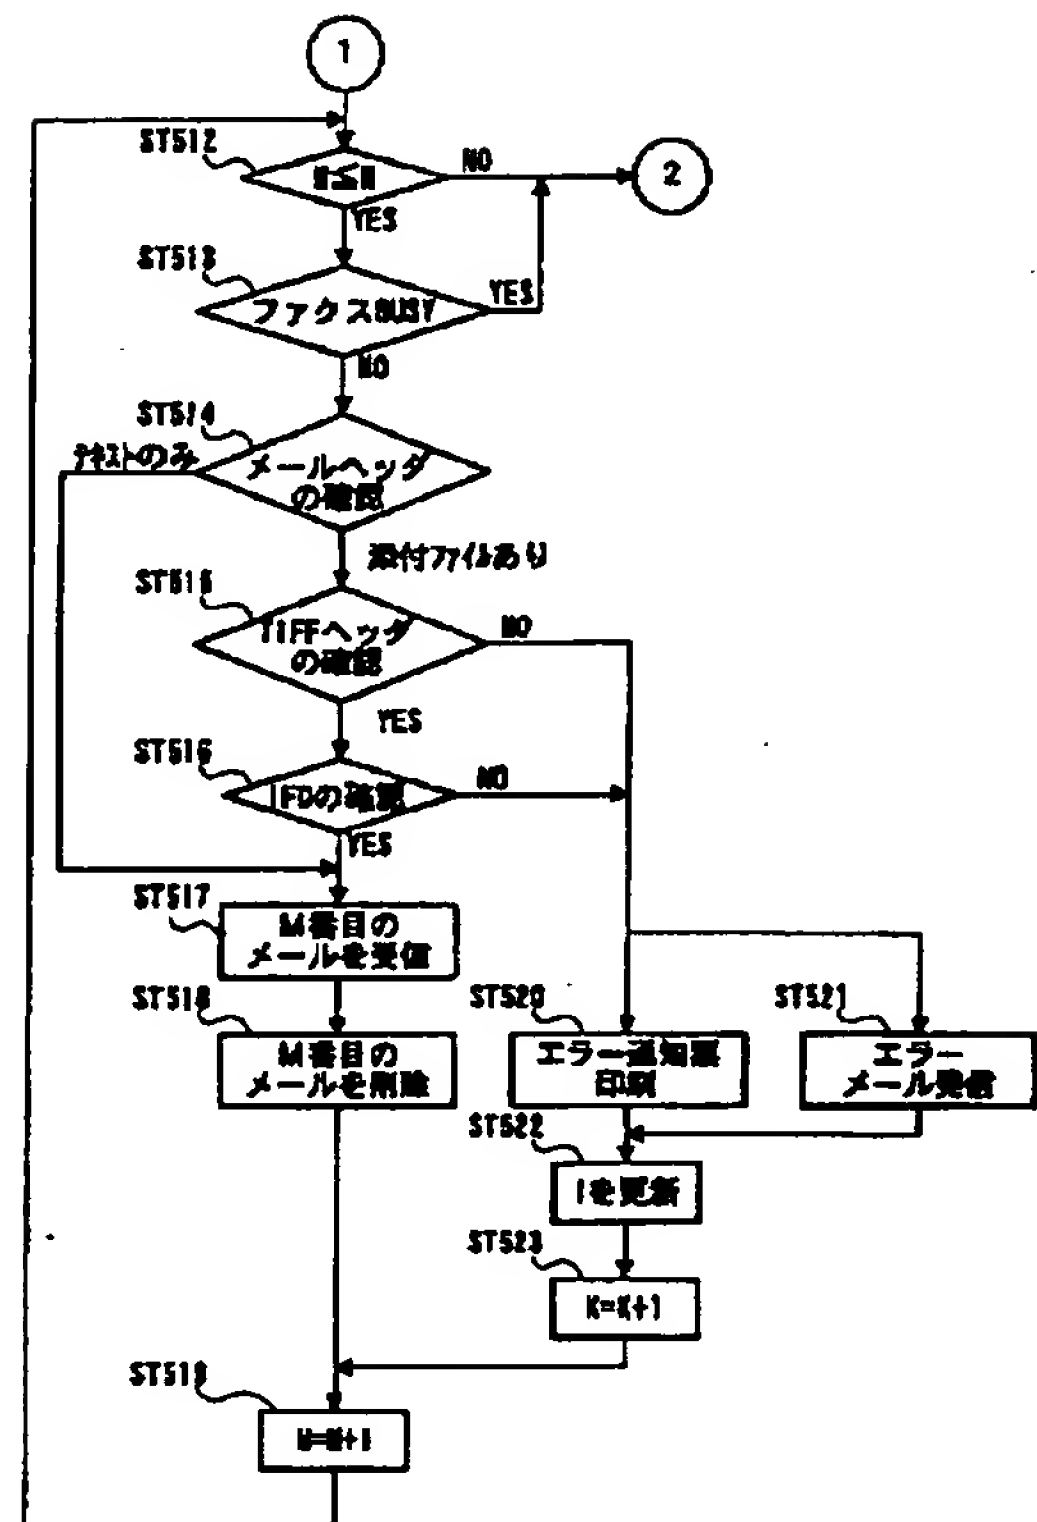 1
ST512
M≦N
NO
2
YES
ST513
ファクスBUSY
YES
NO
ST514
テキストのみ
メールヘッダ
の確認
添付ファイルあり
ST515
TIFFヘッダ
の確認
NO
YES
ST516
IFDの確認
NO
YES
ST517
M番目の
メールを受信
ST518
M番目の
メールを削除
ST520
エラー通知票
印刷
ST521
エラー
メール発信
ST522
Iを更新
ST523
K=K+1
ST519
M=M+1